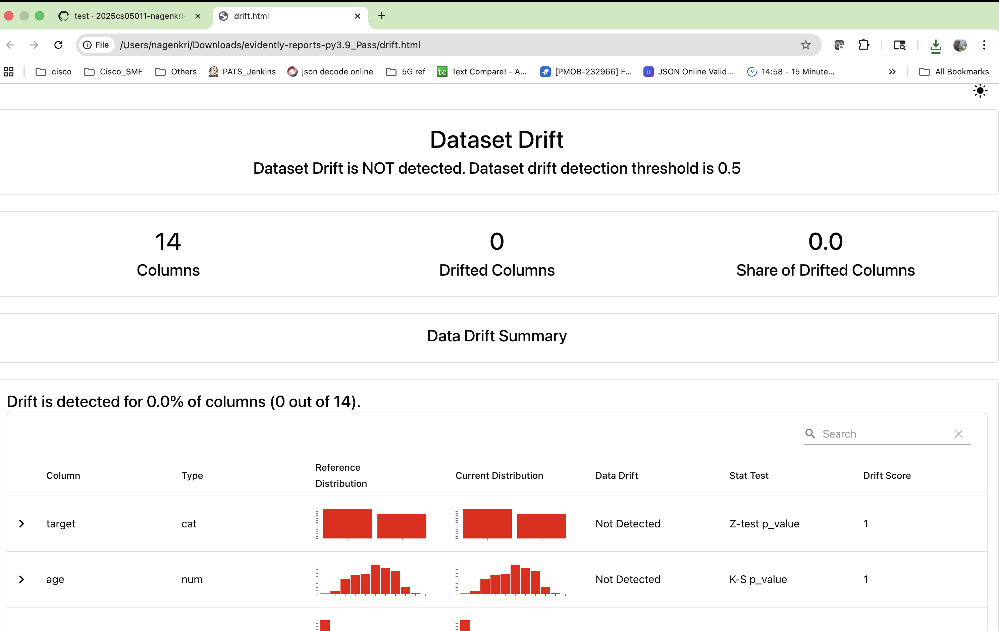 test · 2025cs05011-nagenkri-
drift.html
File
/Users/nagenkri/Downloads/evidently-reports-py3.9_Pass/drift.html
cisco
Cisco_SMF
Others
PATS_Jenkins
json decode online
5G ref
tc
Text Compare! - A...
[PMOB-232966] F...
JSON Online Valid...
14:58 - 15 Minute...
All Bookmarks
Dataset Drift
Dataset Drift is NOT detected. Dataset drift detection threshold is 0.5
14
Columns
0
Drifted Columns
0.0
Share of Drifted Columns
Data Drift Summary
Drift is detected for 0.0% of columns (0 out of 14).
Search
Column
Type
Reference
Distribution
Current Distribution
Data Drift
Stat Test
Drift Score
target
cat
Not Detected
Z-test p_value
1
age
num
Not Detected
K-S p_value
1